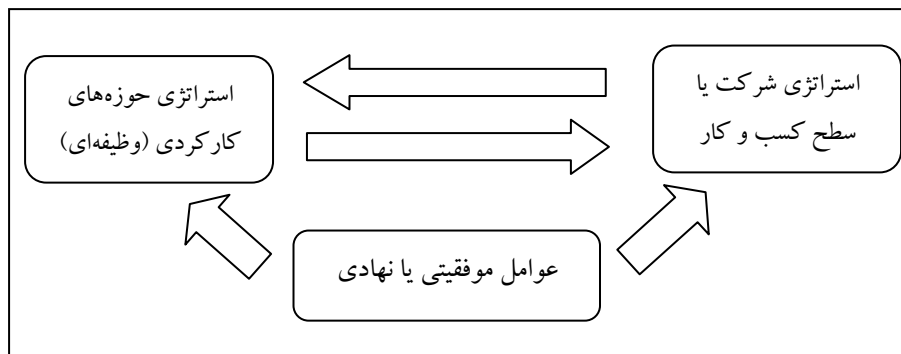 استراتژی شرکت یا
سطح کسب و کار
استراتژی حوزه‌های
کارکردی (وظیفه‌ای)
عوامل موفقیتی یا نهادی